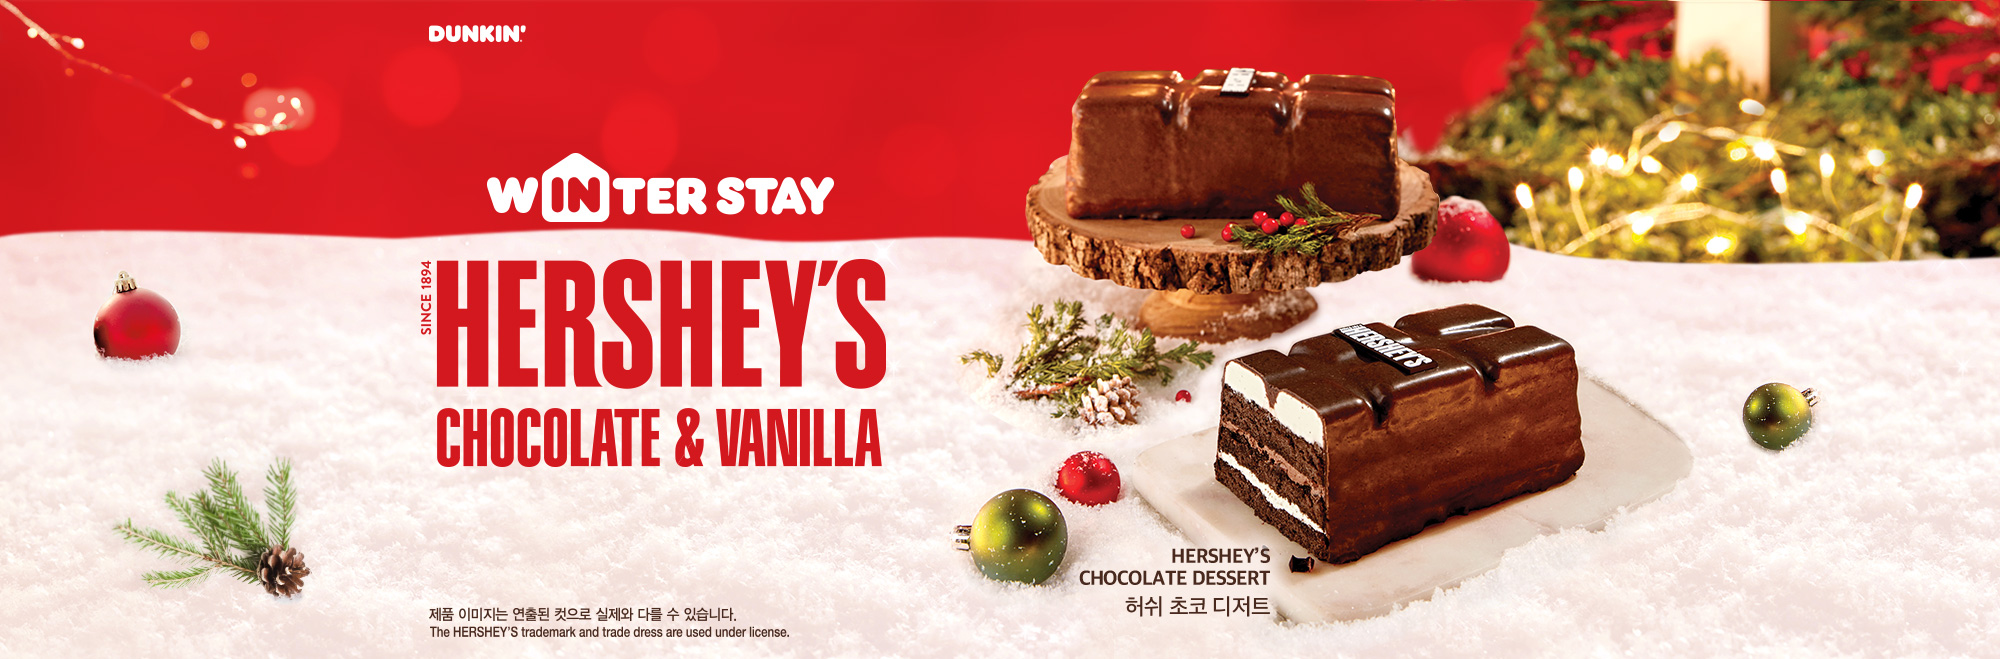 DUNKIN'
WINTER STAY
SINCE 1894
HERSHEY'S
CHOCOLATE & VANILLA
HERSHEY'S
HERSHEY'S
CHOCOLATE DESSERT
허쉬 초코 디저트
제품 이미지는 연출된 컷으로 실제와 다를 수 있습니다.
The HERSHEY'S trademark and trade dress are used under license.